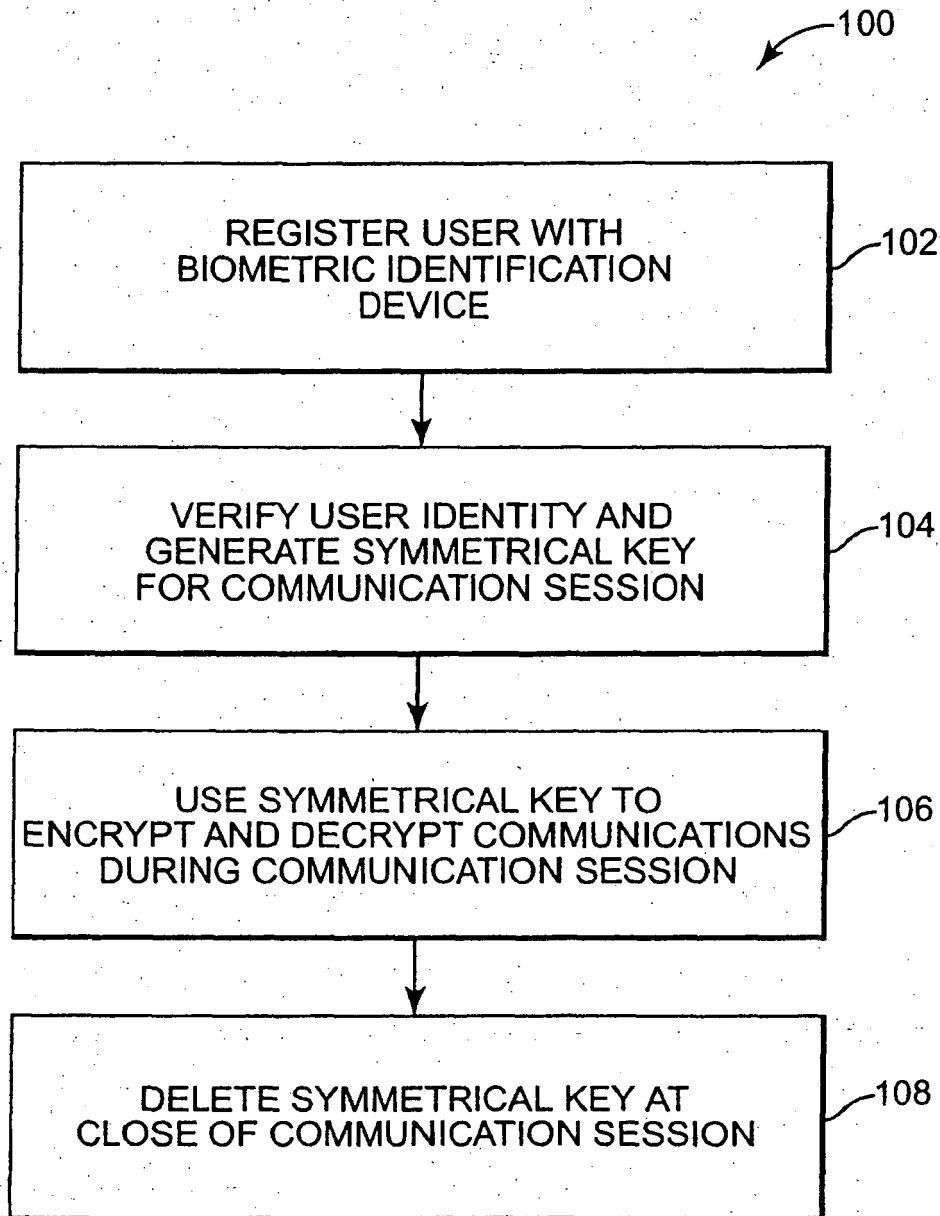 100
REGISTER USER WITH
BIOMETRIC IDENTIFICATION
DEVICE
102
VERIFY USER IDENTITY AND
GENERATE SYMMETRICAL KEY
FOR COMMUNICATION SESSION
104
USE SYMMETRICAL KEY TO
ENCRYPT AND DECRYPT COMMUNICATIONS
DURING COMMUNICATION SESSION
106
DELETE SYMMETRICAL KEY AT
CLOSE OF COMMUNICATION SESSION
108